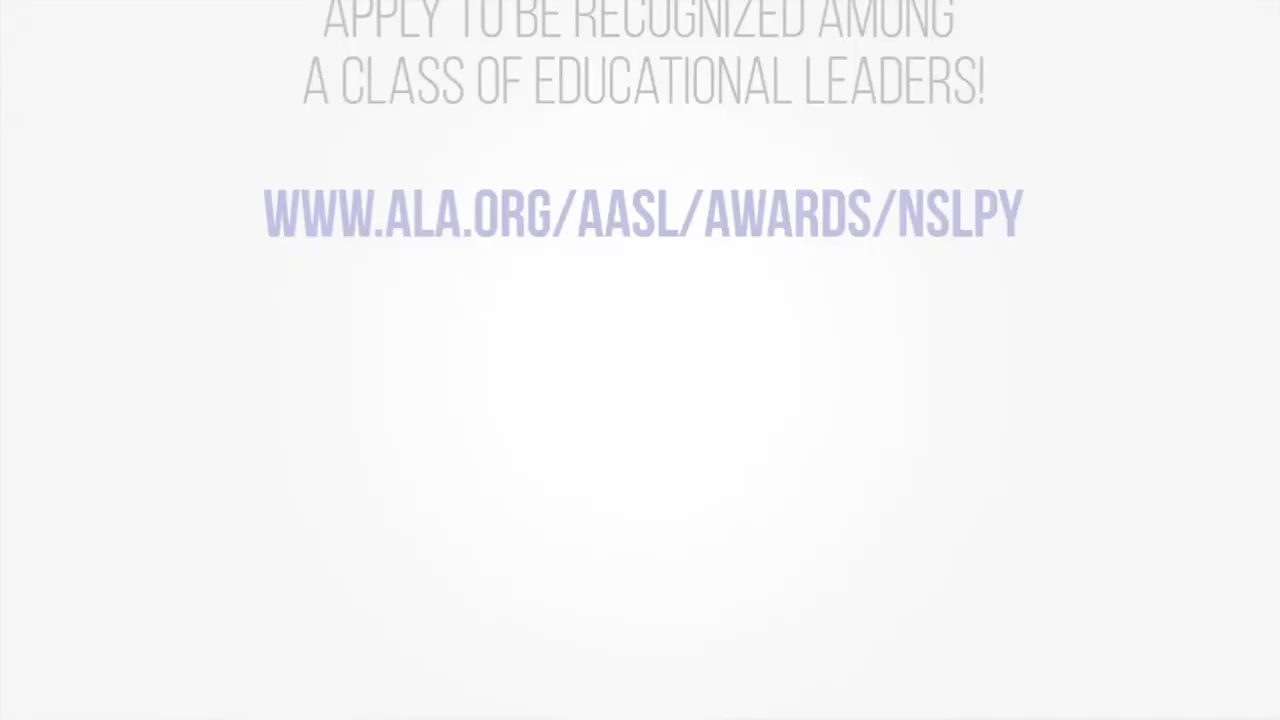 APPLY TO BE RECOGNIZED AMONG
A CLASS OF EDUCATIONAL LEADERS!
WWW.ALA.ORG/AASL/AWARDS/NSLPY